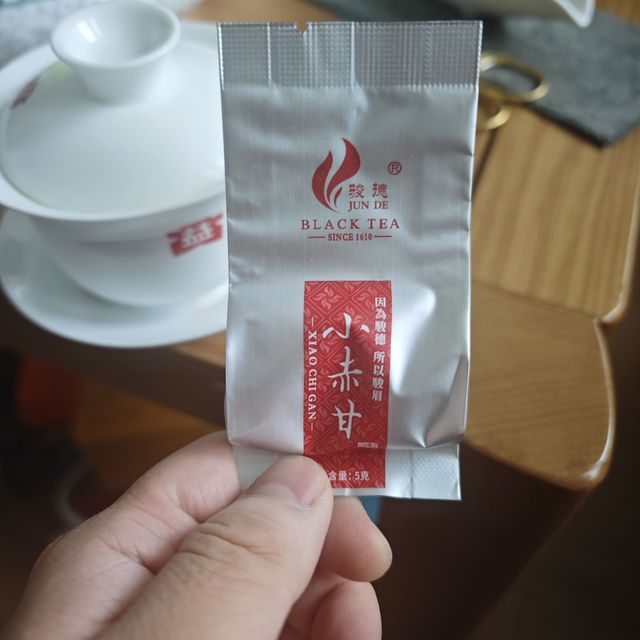 駿德
®
JUN DE
BLACK TEA
SINCE 1610
因為駿德 所以駿眉
小赤甘
XIAO CHI GAN
含量:5克